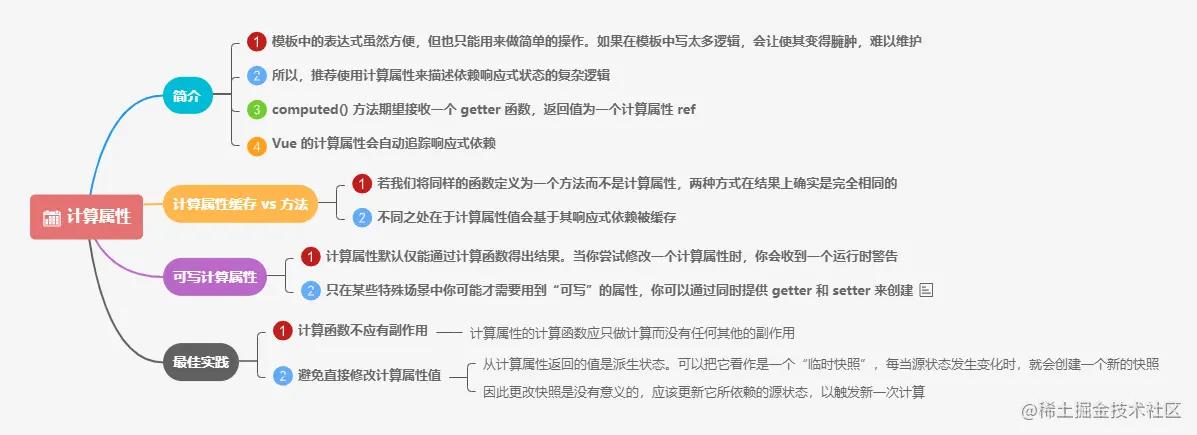 计算属性
简介
1 模板中的表达式虽然方便，但也只能用来做简单的操作。如果在模板中写太多逻辑，会让使其变得臃肿，难以维护
2 所以，推荐使用计算属性来描述依赖响应式状态的复杂逻辑
3 computed() 方法期望接收一个 getter 函数，返回值为一个计算属性 ref
4 Vue 的计算属性会自动追踪响应式依赖
计算属性缓存 vs 方法
1 若我们将同样的函数定义为一个方法而不是计算属性，两种方式在结果上确实是完全相同的
2 不同之处在于计算属性值会基于其响应式依赖被缓存
可写计算属性
1 计算属性默认仅能通过计算函数得出结果。当你尝试修改一个计算属性时，你会收到一个运行时警告
2 只在某些特殊场景中你可能才需要用到“可写”的属性，你可以通过同时提供 getter 和 setter 来创建
最佳实践
1 计算函数不应有副作用
计算属性的计算函数应只做计算而没有任何其他的副作用
2 避免直接修改计算属性值
从计算属性返回的值是派生状态。可以把它看作是一个“临时快照”，每当源状态发生变化时，就会创建一个新的快照
因此更改快照是没有意义的，应该更新它所依赖的源状态，以触发新一次计算
@稀土掘金技术社区